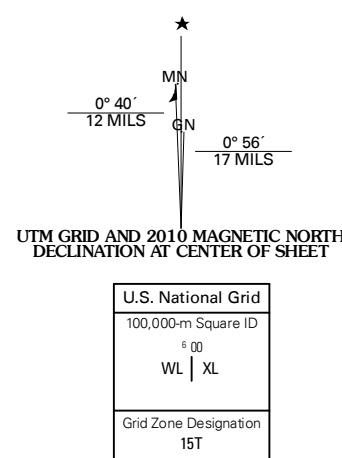 ★
MN
0° 40´
12 MILS
GN
0° 56´
17 MILS
UTM GRID AND 2010 MAGNETIC NORTH
DECLINATION AT CENTER OF SHEET
U.S. National Grid
100,000-m Square ID
6 00
WL | XL
Grid Zone Designation
15T